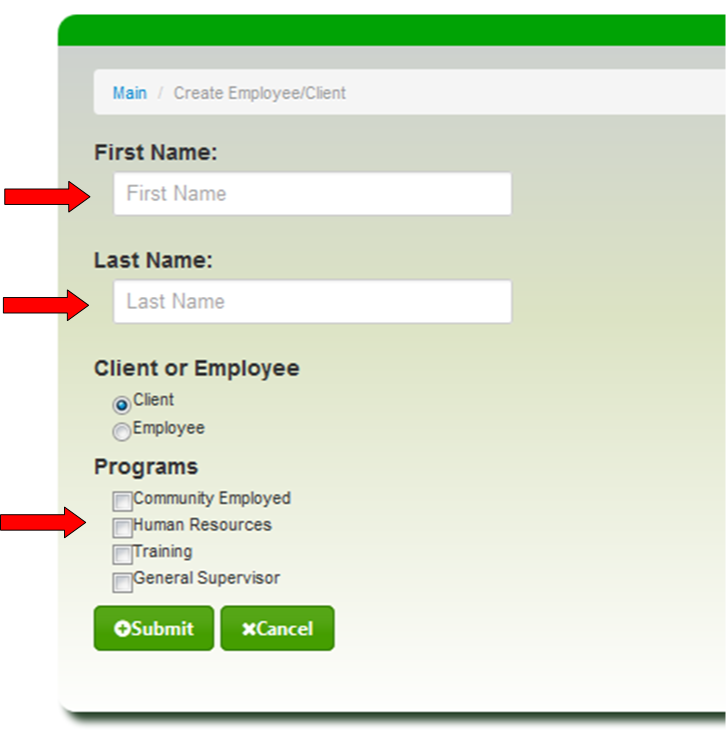 Main / Create Employee/Client
First Name:
First Name
Last Name:
Last Name
Client or Employee
Client
Employee
Programs
Community Employed
Human Resources
Training
General Supervisor
Submit Cancel